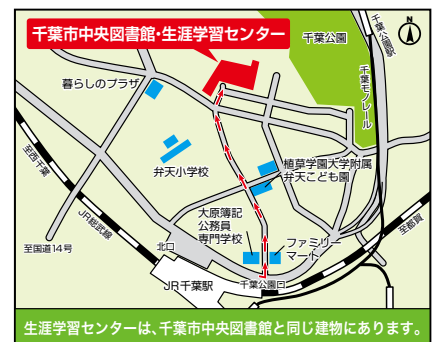 千葉市中央図書館・生涯学習センター
千葉公園
千葉公園駅
N
千葉モノレール
暮らしのプラザ
弁天小学校
植草学園大学附属
弁天こども園
至西千葉
JR総武線
大原簿記
公務員
専門学校
ファミリー
マート
至都賀
至国道14号
北口
JR千葉駅
千葉公園口
生涯学習センターは、千葉市中央図書館と同じ建物にあります。